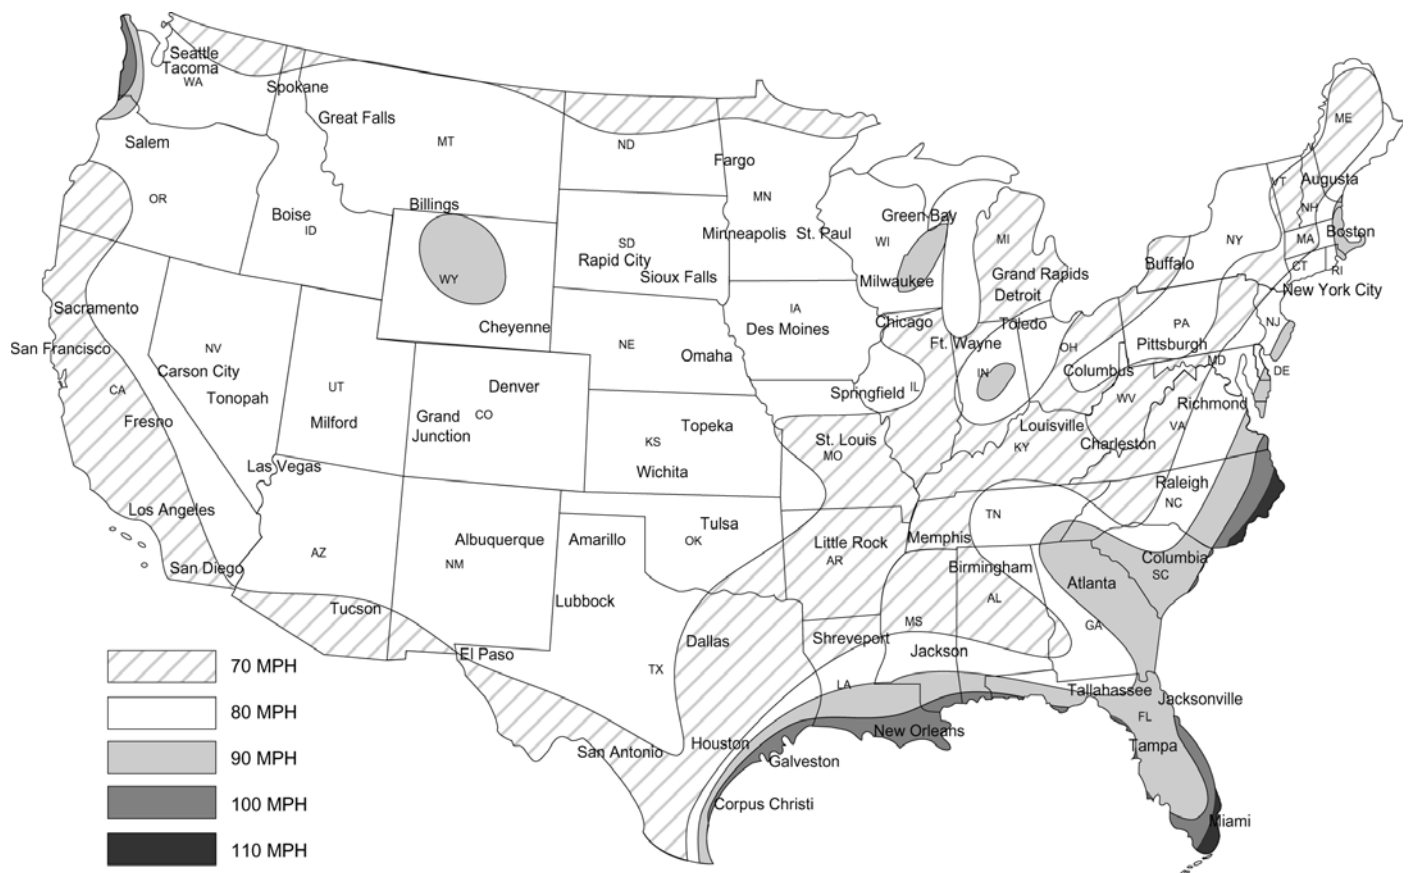 Seattle
Tacoma
WA
Spokane
Great Falls
MT
ND
Fargo
MN
ME
Salem
OR
Boise
ID
Billings
WY
SD
Rapid City
Sioux Falls
Minneapolis
St. Paul
WI
Green Bay
MI
Milwaukee
Grand Rapids
Detroit
Buffalo
NY
VT
NH
Augusta
MA
Boston
CT
RI
New York City
Sacramento
San Francisco
CA
Fresno
NV
Carson City
Tonopah
UT
Milford
Cheyenne
Denver
CO
Grand
Junction
NE
Omaha
IA
Des Moines
Chicago
Ft. Wayne
Toledo
IN
OH
Columbus
PA
Pittsburgh
NJ
MD
DE
Springfield
IL
KS
Topeka
Wichita
St. Louis
MO
Louisville
KY
WV
Charleston
VA
Richmond
Las Vegas
Los Angeles
San Diego
AZ
Tucson
Albuquerque
NM
Amarillo
Lubbock
OK
Tulsa
Little Rock
AR
Memphis
TN
Raleigh
NC
Columbia
SC
Birmingham
AL
Atlanta
GA
MS
Jackson
Shreveport
LA
Dallas
TX
El Paso
San Antonio
Houston
Galveston
Corpus Christi
New Orleans
Tallahassee
Jacksonville
FL
Tampa
Miami
70 MPH
80 MPH
90 MPH
100 MPH
110 MPH